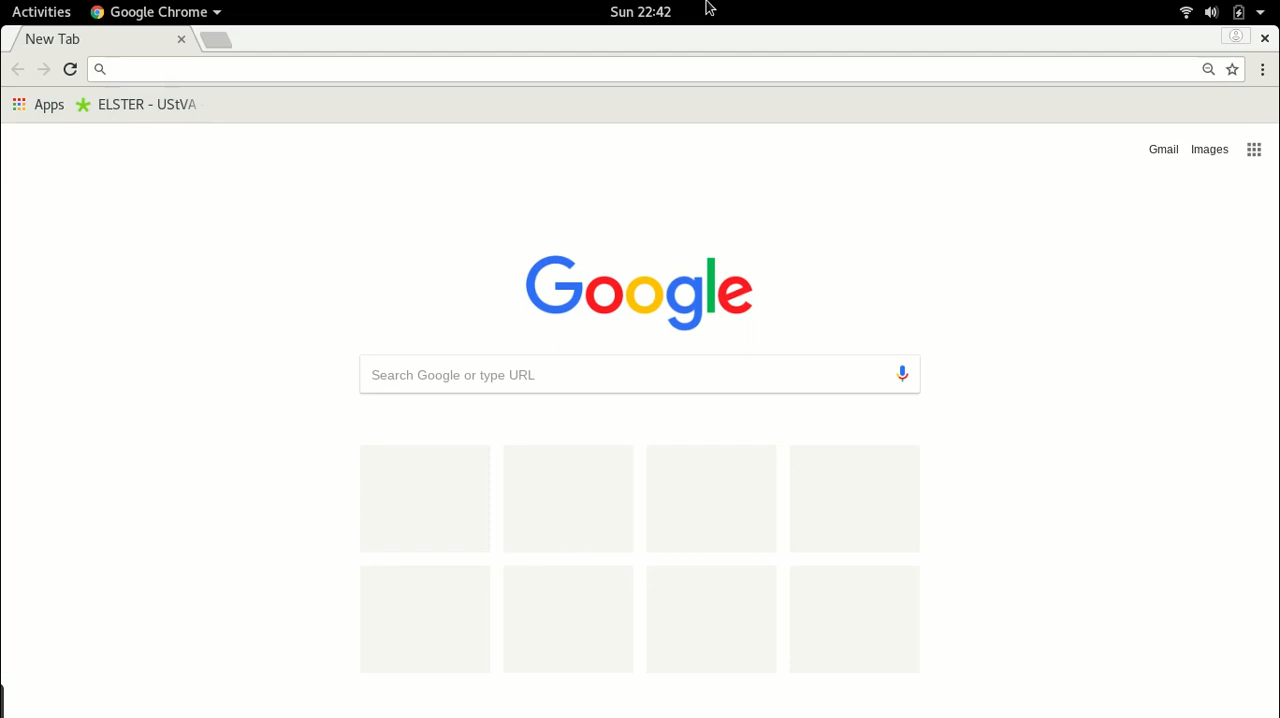 Activities Google Chrome Sun 22:42
New Tab
Apps ELSTER - UStVA
Gmail Images
Google
Search Google or type URL